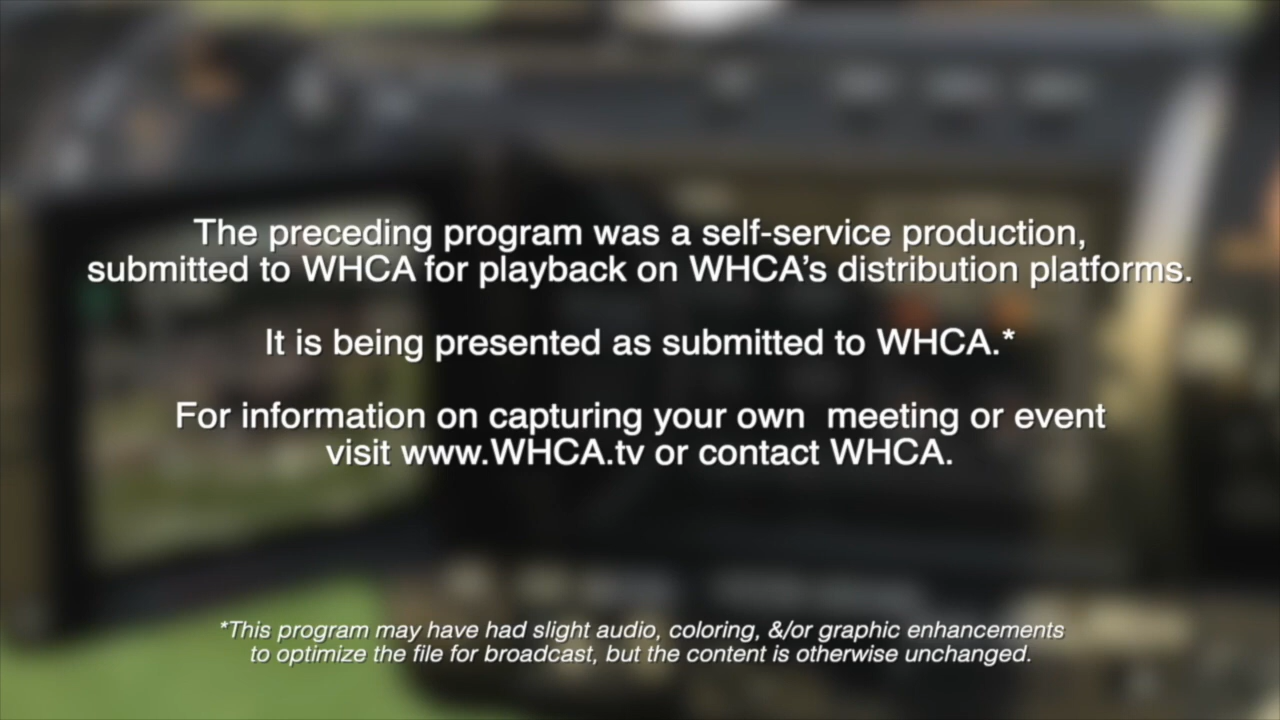 The preceding program was a self-service production,
submitted to WHCA for playback on WHCA's distribution platforms.
It is being presented as submitted to WHCA.*
For information on capturing your own  meeting or event
visit www.WHCA.tv or contact WHCA.
*This program may have had slight audio, coloring, &/or graphic enhancements
to optimize the file for broadcast, but the content is otherwise unchanged.